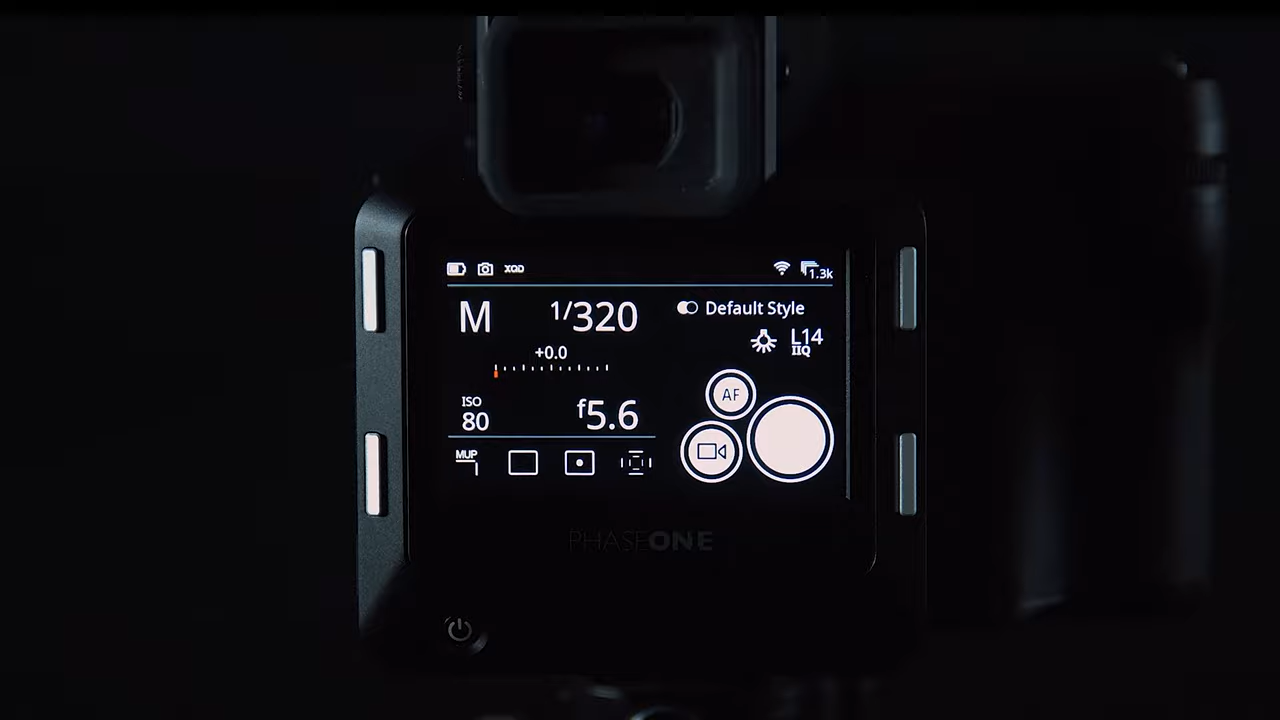 XQD 1.3k
M 1/320 Default Style
L14
IIQ
+0.0
AF
ISO
80 f5.6
MUP
PHASEONE